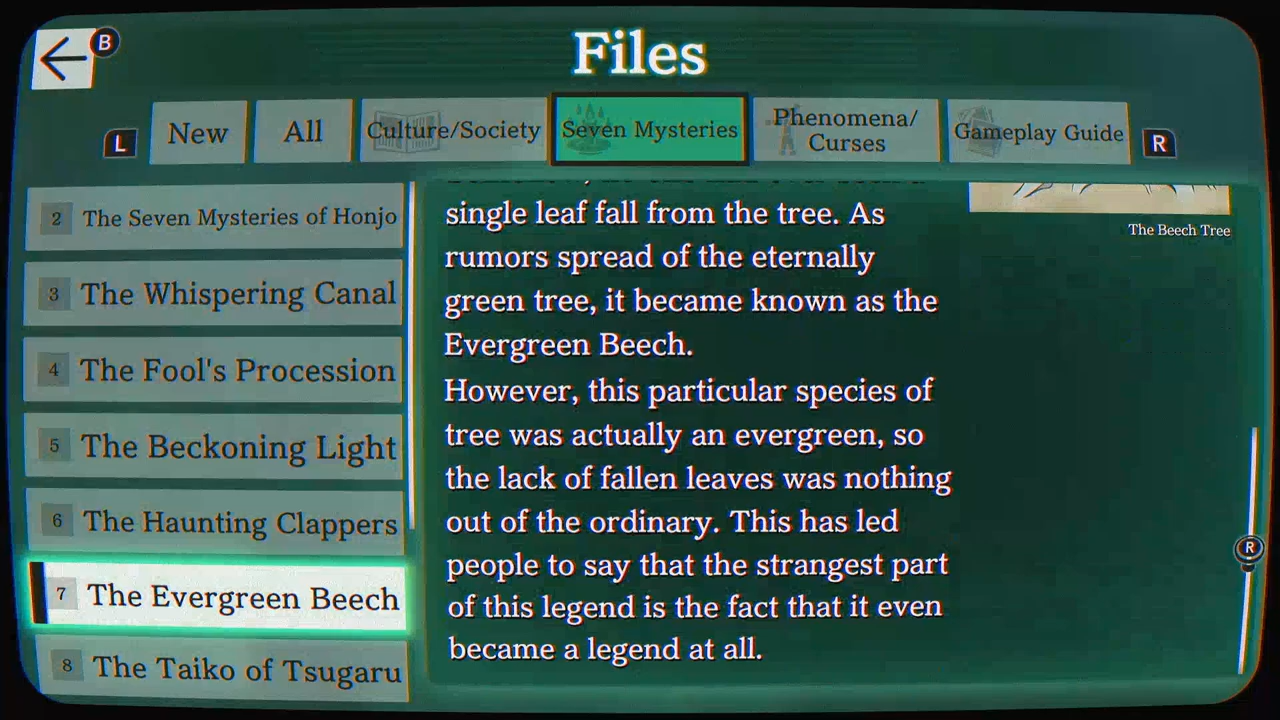 B
Files
L
New
All
Culture/Society
Seven Mysteries
Phenomena/
Curses
Gameplay Guide
R
2 The Seven Mysteries of Honjo
3 The Whispering Canal
4 The Fool's Procession
5 The Beckoning Light
6 The Haunting Clappers
7 The Evergreen Beech
8 The Taiko of Tsugaru
single leaf fall from the tree. As
rumors spread of the eternally
green tree, it became known as the
Evergreen Beech.
However, this particular species of
tree was actually an evergreen, so
the lack of fallen leaves was nothing
out of the ordinary. This has led
people to say that the strangest part
of this legend is the fact that it even
became a legend at all.
The Beech Tree
R